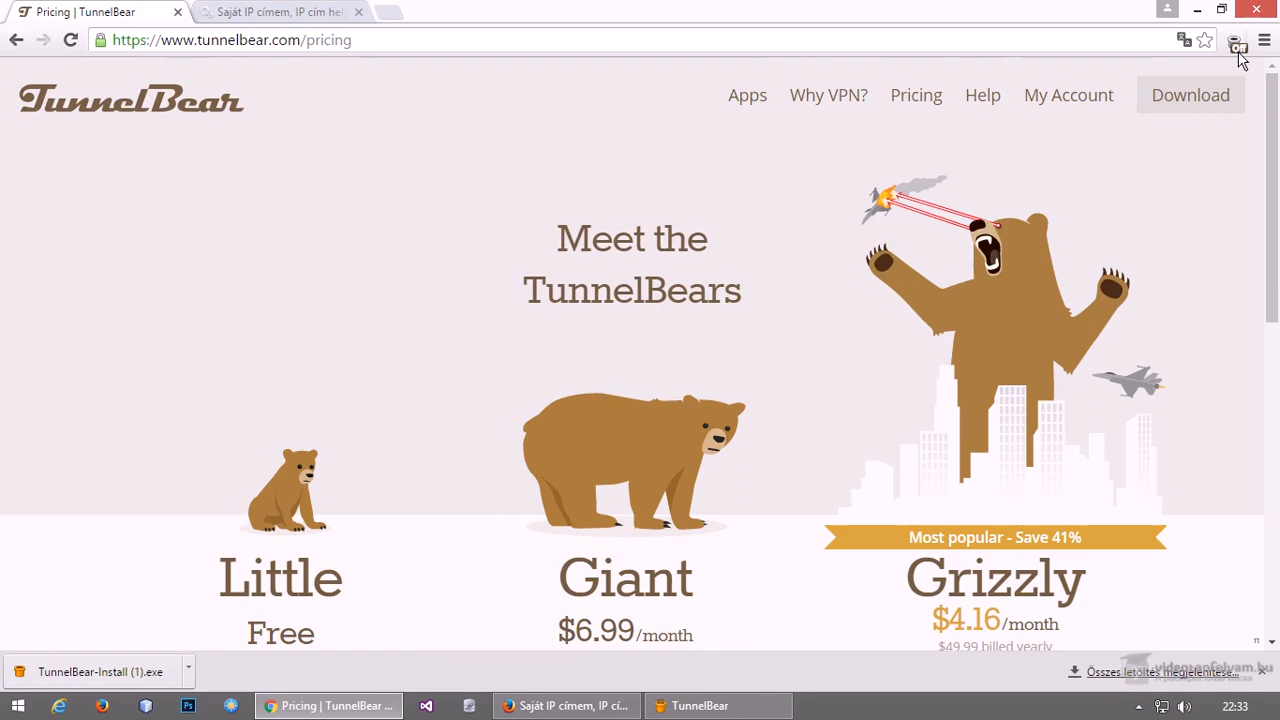 Pricing | TunnelBear
Saját IP címem, IP cím hel
https://www.tunnelbear.com/pricing
Off
TunnelBear
Apps
Why VPN?
Pricing
Help
My Account
Download
Meet the
TunnelBears
Most popular - Save 41%
Little
Giant
Grizzly
Free
$6.99/month
$4.16/month
$49.99 billed yearly
π
TunnelBear-Install (1).exe
Összes letöltés megjelenítése...
Pricing | TunnelBear ...
Ps
Saját IP címem, IP cí...
TunnelBear
22:33